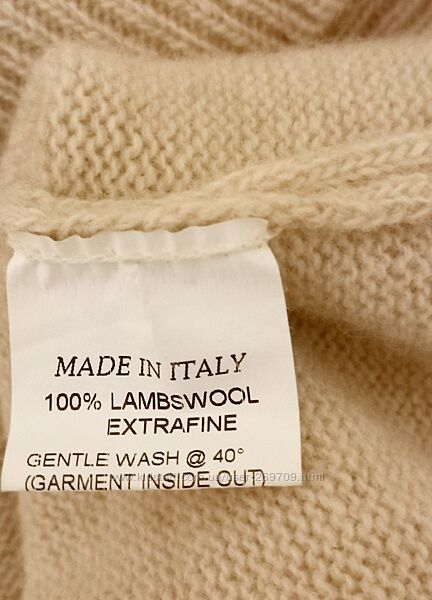 MADE IN ITALY
100% LAMBSWOOL
EXTRAFINE
GENTLE WASH @ 40°
(GARMENT INSIDE OUT)